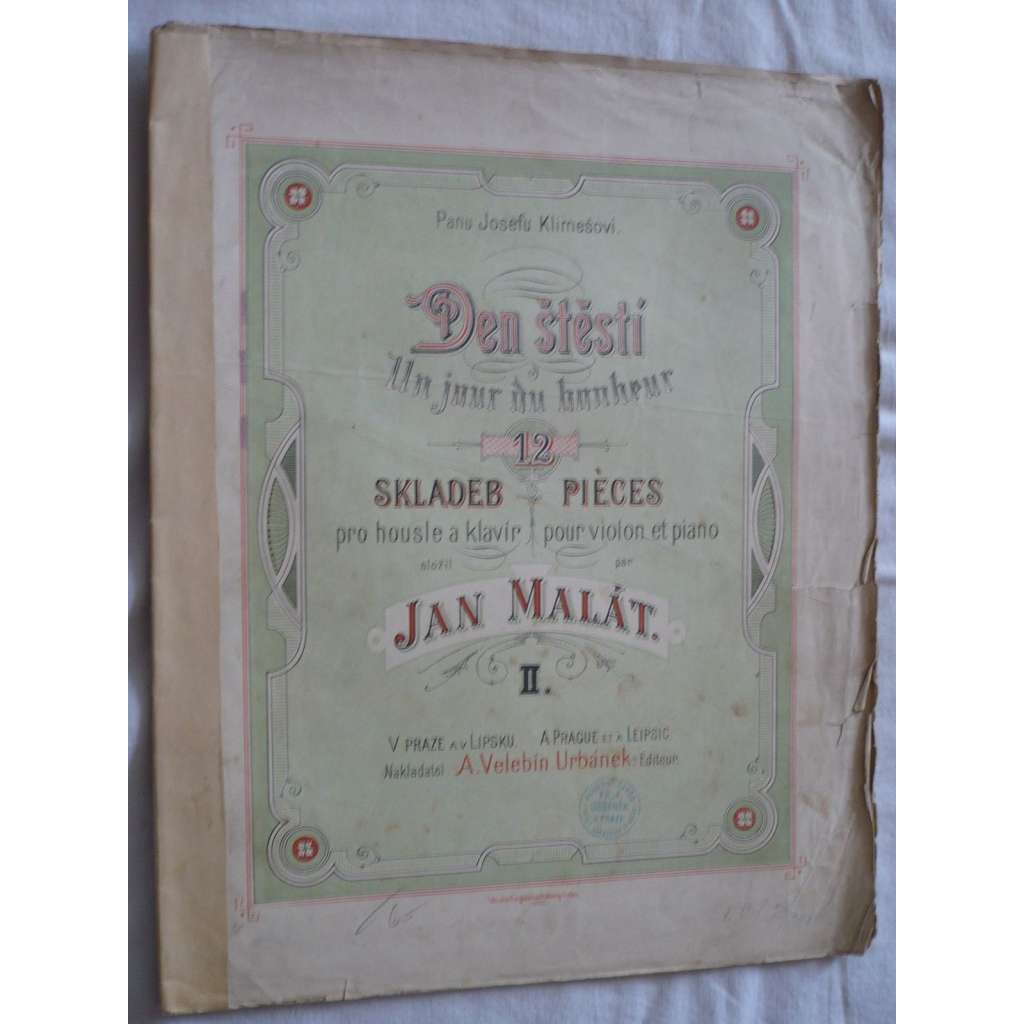 Panu Josefu Klimešovi.
Den štěstí
Un jour du bonheur
12
SKLADEB PIÈCES
pro housle a klavír pour violon et piano
složil par
JAN MALÁT.
II.
V PRAZE A V LIPSKU. A PRAGUE ET A LEIPSIC.
Nakladatel A. Velebín Urbánek. Editeur.